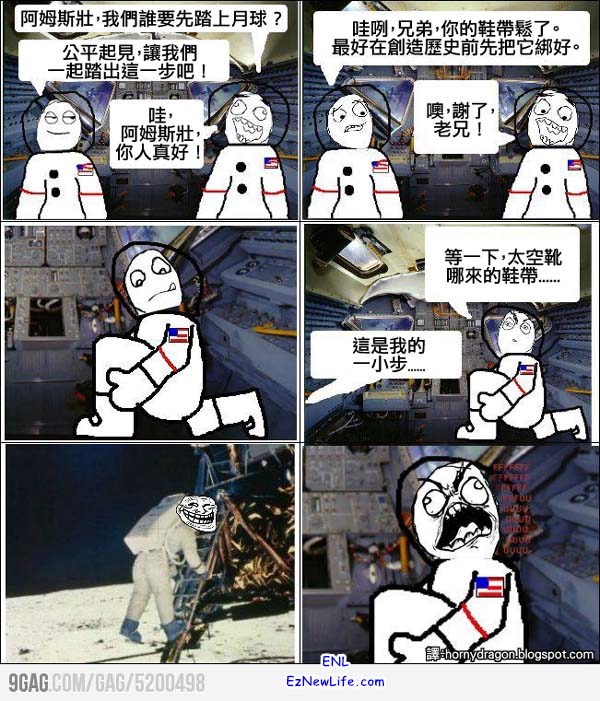 阿姆斯壯，我們誰要先踏上月球？
公平起見，讓我們
一起踏出這一步吧！
哇，
阿姆斯壯，
你人真好！
哇咧，兄弟，你的鞋帶鬆了。
最好在創造歷史前先把它綁好。
噢，謝了，
老兄！
等一下，太空靴
哪來的鞋帶……
這是我的
一小步……
譯-hornydragon.blogspot.com
9GAG.COM/GAG/5200498
ENL
EzNewLife.com